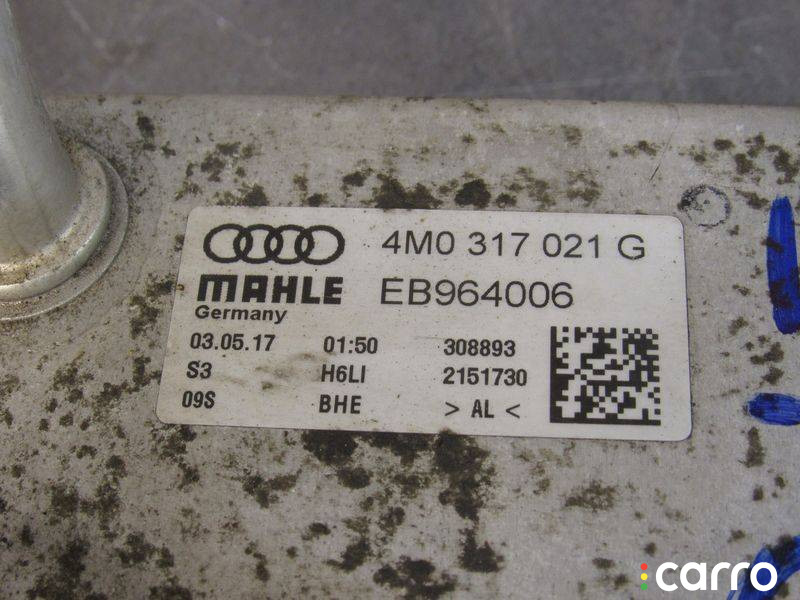 4M0 317 021 G
MAHLE EB964006
Germany
03.05.17 01:50 308893
S3 H6LI 2151730
09S BHE > AL <
carro